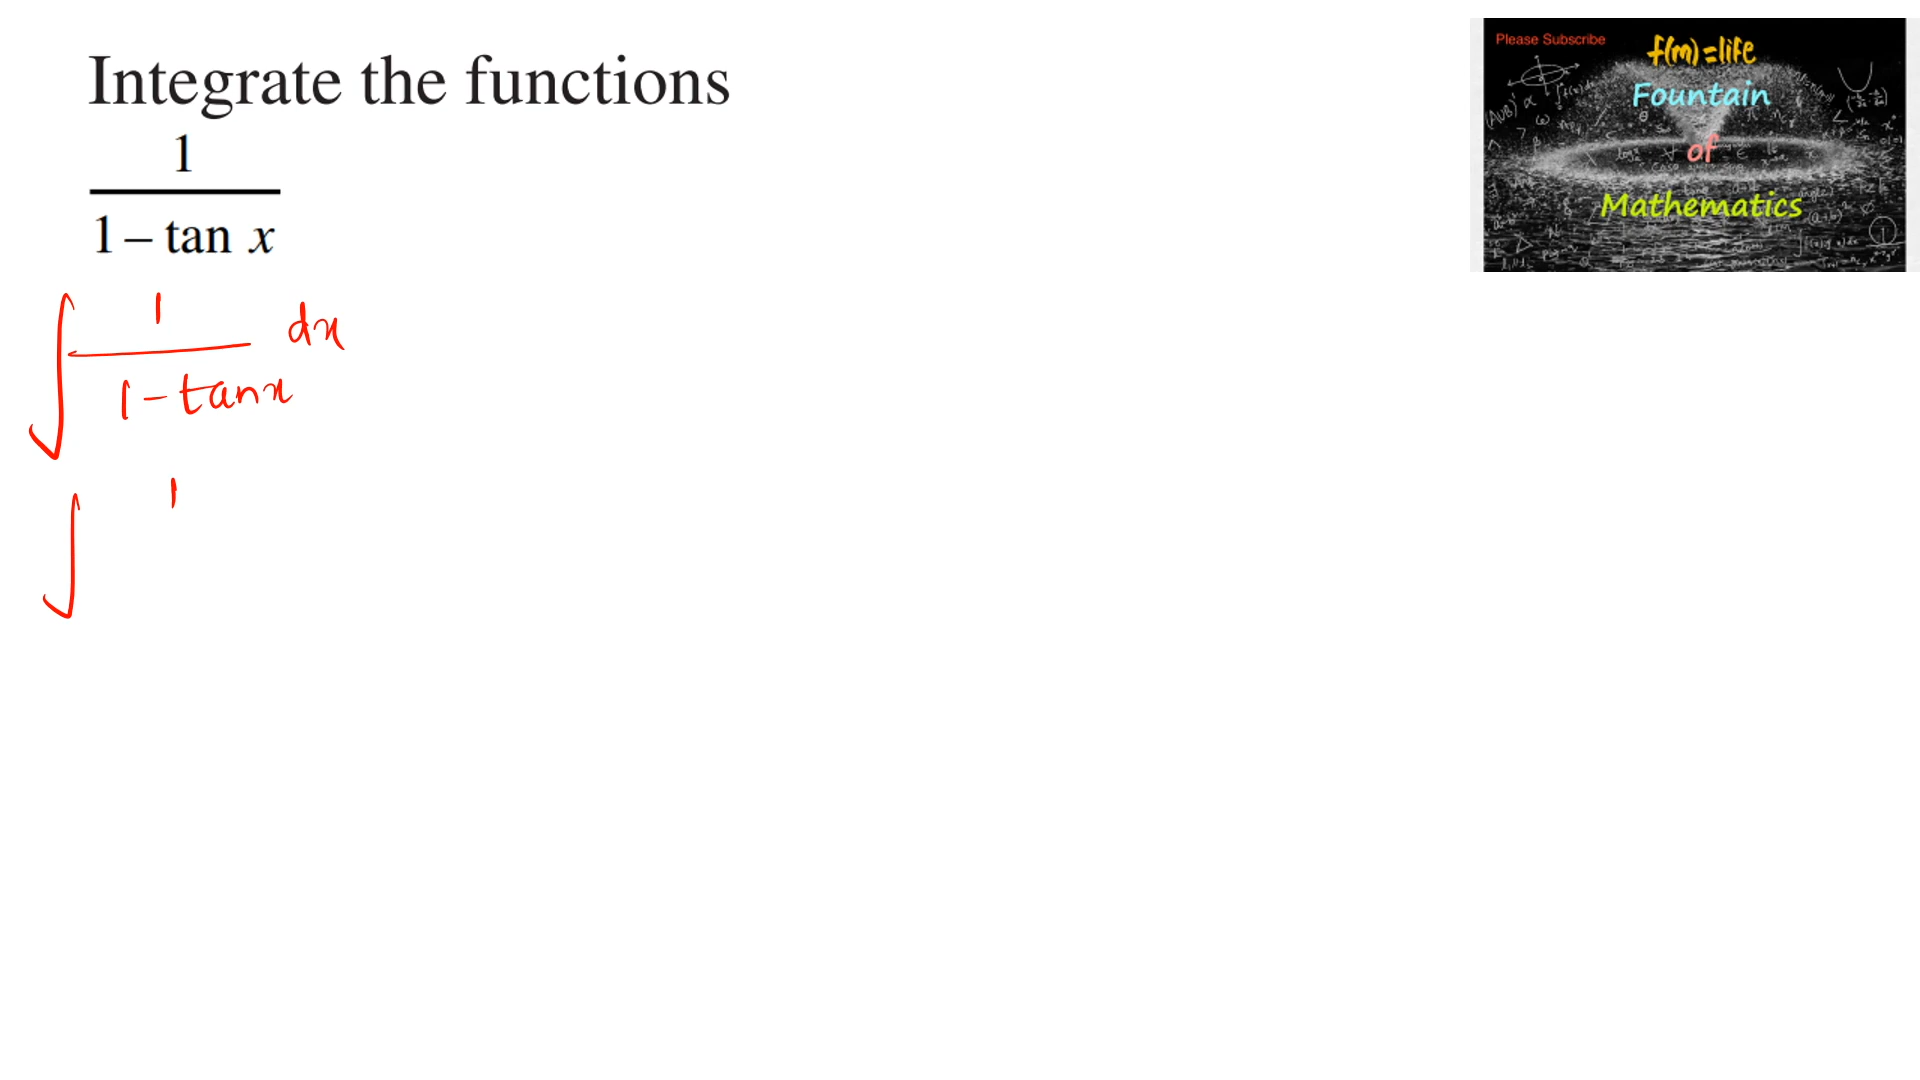 Integrate the functions
1
1 – tan x
∫ 1 dx
1 - tanx
∫ 1
Please Subscribe
f(m)=life
Fountain
of
Mathematics